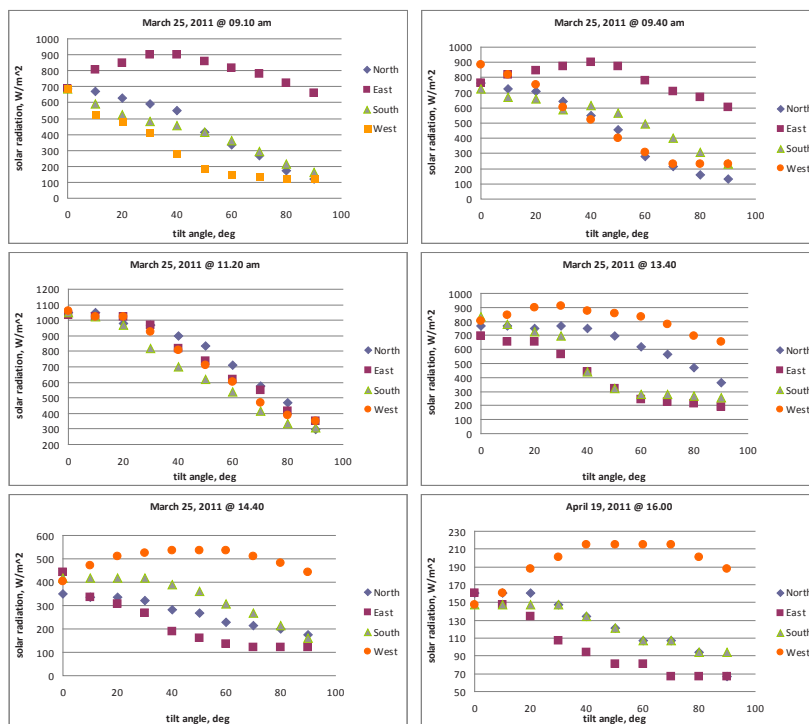 March 25, 2011 @ 09.10 am
solar radiation, W/m^2
1000
900
800
700
600
500
400
300
200
100
0
0 20 40 60 80 100
tilt angle, deg
North
East
South
West
March 25, 2011 @ 09.40 am
solar radiation, W/m^2
1000
900
800
700
600
500
400
300
200
100
0
0 20 40 60 80 100
tilt angle, deg
North
East
South
West
March 25, 2011 @ 11.20 am
solar radiation, W/m^2
1200
1100
1000
900
800
700
600
500
400
300
200
0 20 40 60 80 100
tilt angle, deg
North
East
South
West
March 25, 2011 @ 13.40
solar radiation, W/m^2
1000
900
800
700
600
500
400
300
200
100
0
0 20 40 60 80 100
tilt angle, deg
North
East
South
West
March 25, 2011 @ 14.40
solar radiation, W/m^2
600
500
400
300
200
100
0
0 20 40 60 80 100
tilt angle, deg
North
East
South
West
April 19, 2011 @ 16.00
solar radiation, W/m^2
230
210
190
170
150
130
110
90
70
50
0 20 40 60 80 100
tilt angle, deg
North
East
South
West